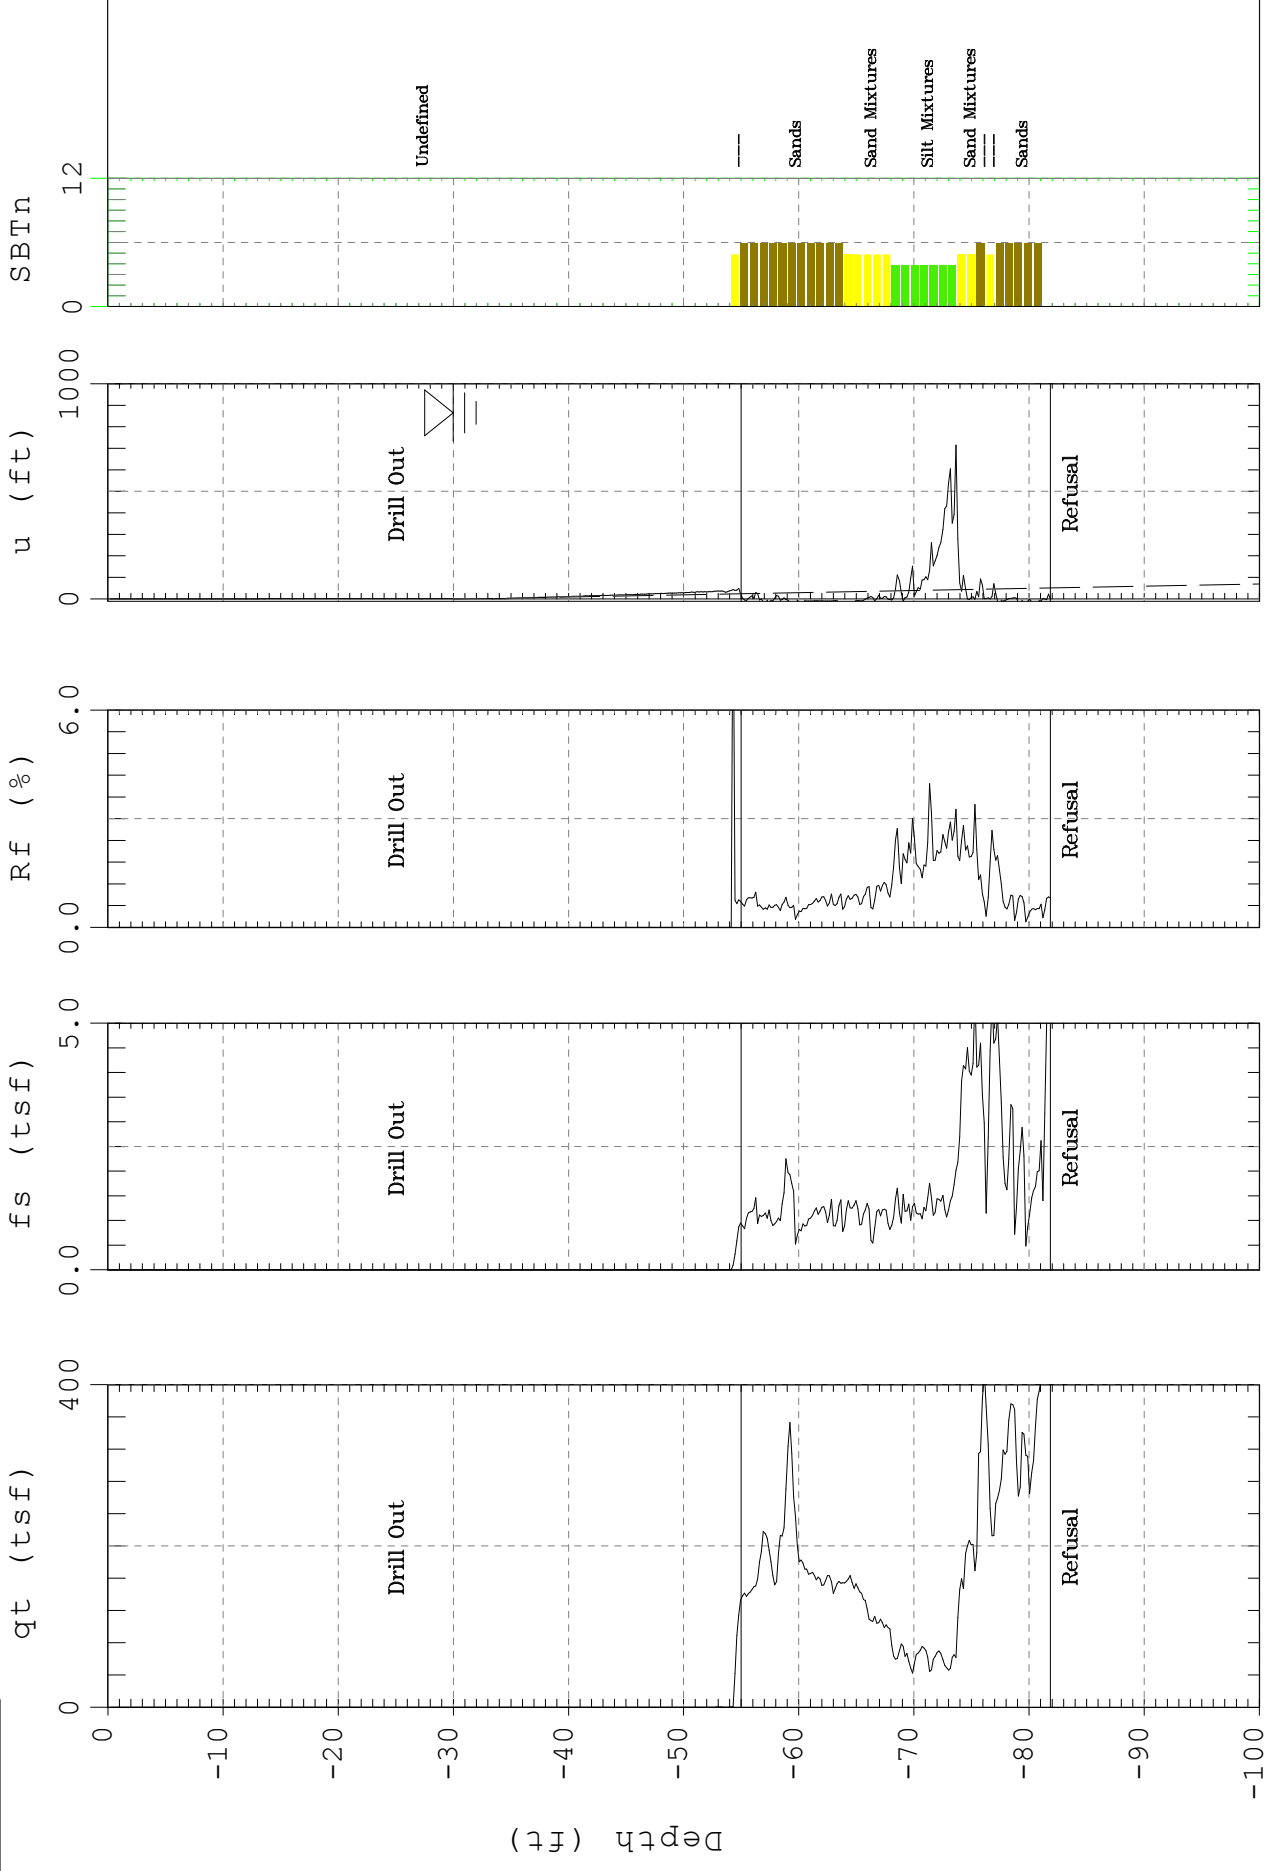 qt (tsf)
fs (tsf)
Rf (%)
u (ft)
SBTn
0
400
0.0
5.0
0.0
6.0
0
1000
0
12
0
-10
-20
-30
-40
-50
-60
-70
-80
-90
-100
Depth (ft)
Drill Out
Drill Out
Drill Out
Drill Out
Undefined
---
Sands
Sand Mixtures
Silt Mixtures
Sand Mixtures
---
---
Sands
Refusal
Refusal
Refusal
Refusal